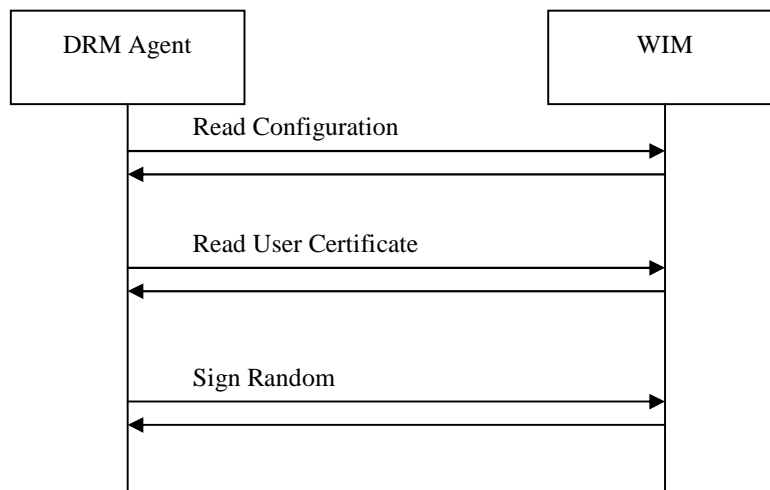 DRM Agent
WIM
Read Configuration
Read User Certificate
Sign Random